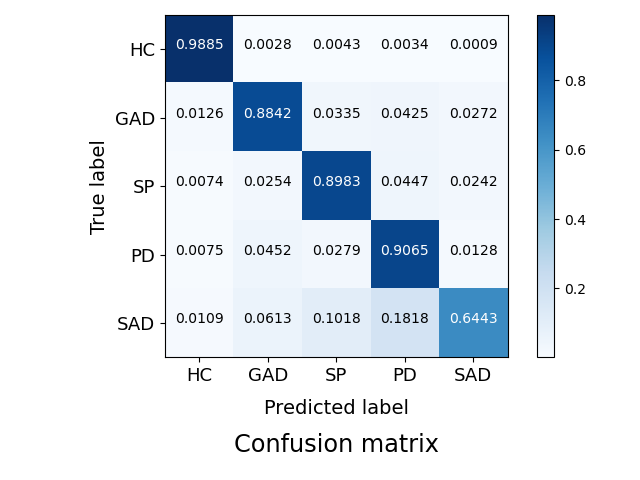 HC 0.9885 0.0028 0.0043 0.0034 0.0009
GAD 0.0126 0.8842 0.0335 0.0425 0.0272
SP 0.0074 0.0254 0.8983 0.0447 0.0242
PD 0.0075 0.0452 0.0279 0.9065 0.0128
SAD 0.0109 0.0613 0.1018 0.1818 0.6443
HC GAD SP PD SAD
True label
Predicted label
Confusion matrix
0.8
0.6
0.4
0.2